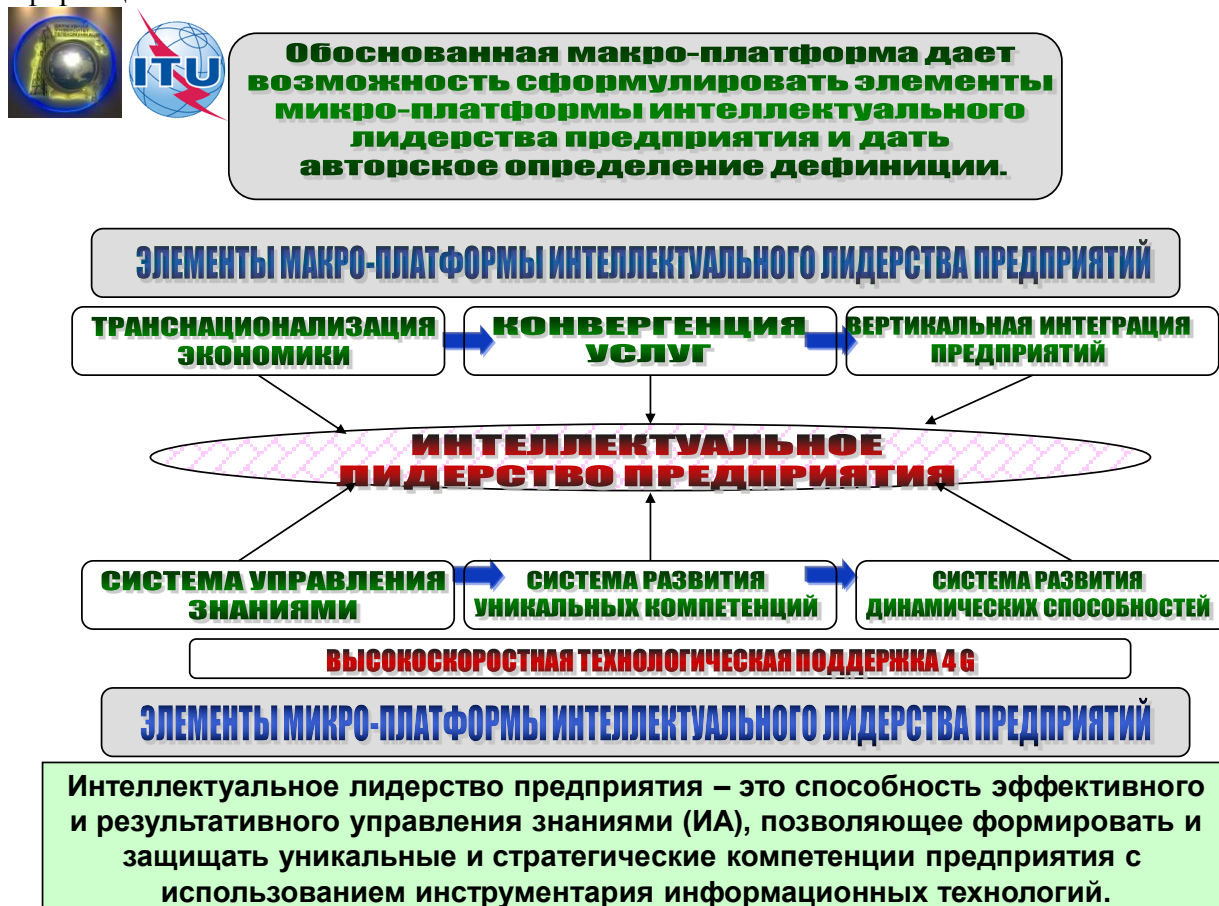 ITU
Обоснованная макро-платформа дает
возможность сформулировать элементы
микро-платформы интеллектуального
лидерства предприятия и дать
авторское определение дефиниции.
ЭЛЕМЕНТЫ МАКРО-ПЛАТФОРМЫ ИНТЕЛЛЕКТУАЛЬНОГО ЛИДЕРСТВА ПРЕДПРИЯТИЙ
ТРАНСНАЦИОНАЛИЗАЦИЯ
ЭКОНОМИКИ
КОНВЕРГЕНЦИЯ
УСЛУГ
ВЕРТИКАЛЬНАЯ ИНТЕГРАЦИЯ
ПРЕДПРИЯТИЙ
ИНТЕЛЛЕКТУАЛЬНОЕ
ЛИДЕРСТВО ПРЕДПРИЯТИЯ
СИСТЕМА УПРАВЛЕНИЯ
ЗНАНИЯМИ
СИСТЕМА РАЗВИТИЯ
УНИКАЛЬНЫХ КОМПЕТЕНЦИЙ
СИСТЕМА РАЗВИТИЯ
ДИНАМИЧЕСКИХ СПОСОБНОСТЕЙ
ВЫСОКОСКОРОСТНАЯ ТЕХНОЛОГИЧЕСКАЯ ПОДДЕРЖКА 4 G
ЭЛЕМЕНТЫ МИКРО-ПЛАТФОРМЫ ИНТЕЛЛЕКТУАЛЬНОГО ЛИДЕРСТВА ПРЕДПРИЯТИЙ
Интеллектуальное лидерство предприятия – это способность эффективного
и результативного управления знаниями (ИА), позволяющее формировать и
защищать уникальные и стратегические компетенции предприятия с
использованием инструментария информационных технологий.